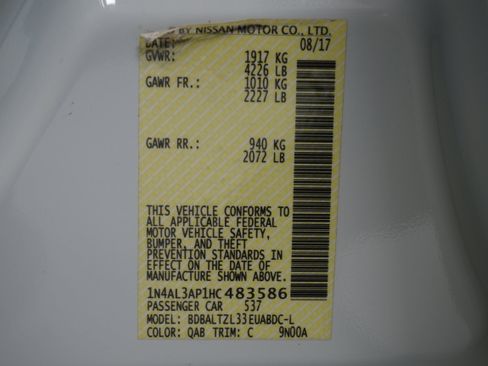 BY NISSAN MOTOR CO., LTD.
DATE: 08/17
GVWR: 1917 KG
4226 LB
GAWR FR.: 1010 KG
2227 LB
GAWR RR.: 940 KG
2072 LB
THIS VEHICLE CONFORMS TO
ALL APPLICABLE FEDERAL
MOTOR VEHICLE SAFETY,
BUMPER, AND THEFT
PREVENTION STANDARDS IN
EFFECT ON THE DATE OF
MANUFACTURE SHOWN ABOVE.
1N4AL3AP1HC483586
PASSENGER CAR 537
MODEL: BDBALTZL33EUABDC-L
COLOR: QAB TRIM: C 9N00A